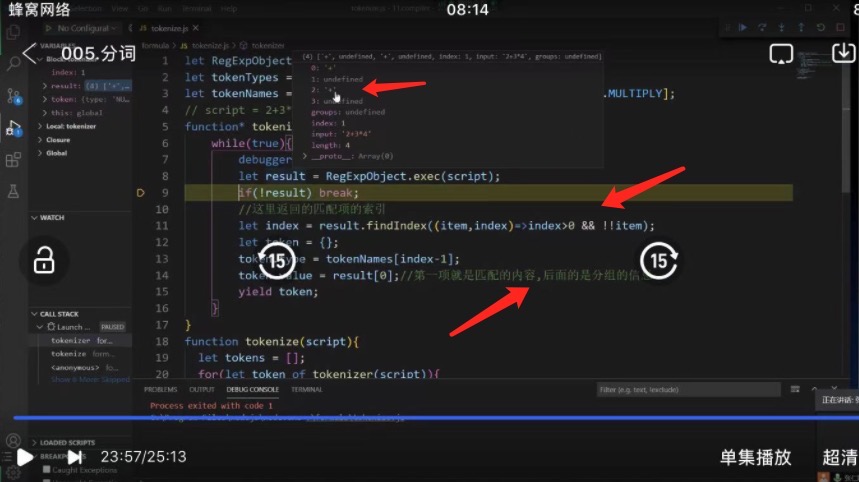 蜂窝网络
08:14
No Configural
005.分词
tokenize.js
formula > tokenize.js > tokenizer
VARIABLES
index: 1
result: (4) ['+',
token: {type: 'NU…
this: global
Local: tokenizer
Closure
Global
WATCH
CALL STACK
Launch ... PAUSED
tokenizer for...
tokenize form...
<anonymous> fo...
Show 6 More: Skipped
LOADED SCRIPTS
BREAKPO
Caught Exceptions
(4) ['+', undefined, '+', undefined, index: 1, input: '2+3*4', groups: undefined]
0: '+'
1: undefined
2: '+'
3: undefined
groups: undefined
index: 1
input: '2+3*4'
length: 4
__proto__: Array(0)
1 let RegExpObject
2 let tokenTypes =
3 let tokenNames = .MULTIPLY];
4 // script = 2+3*
5 function* tokeni
6 while(true){
7 debugger
8 let result = RegExpObject.exec(script);
9 if(!result) break;
10 //这里返回的匹配项的索引
11 let index = result.findIndex((item,index)=>index>0 && !!item);
12 let token = {};
13 token.type = tokenNames[index-1];
14 token.value = result[0];//第一项就是匹配的内容,后面的是分组的信
15 yield token;
16 }
17 }
18 function tokenize(script){
19 let tokens = [];
20 for(let token of tokenizer(script)){
15
15
PROBLEMS OUTPUT DEBUG CONSOLE TERMINAL
Filter (e.g. text, !exclude)
Process exited with code 1
正在讲话:
23:57/25:13
单集播放
超清